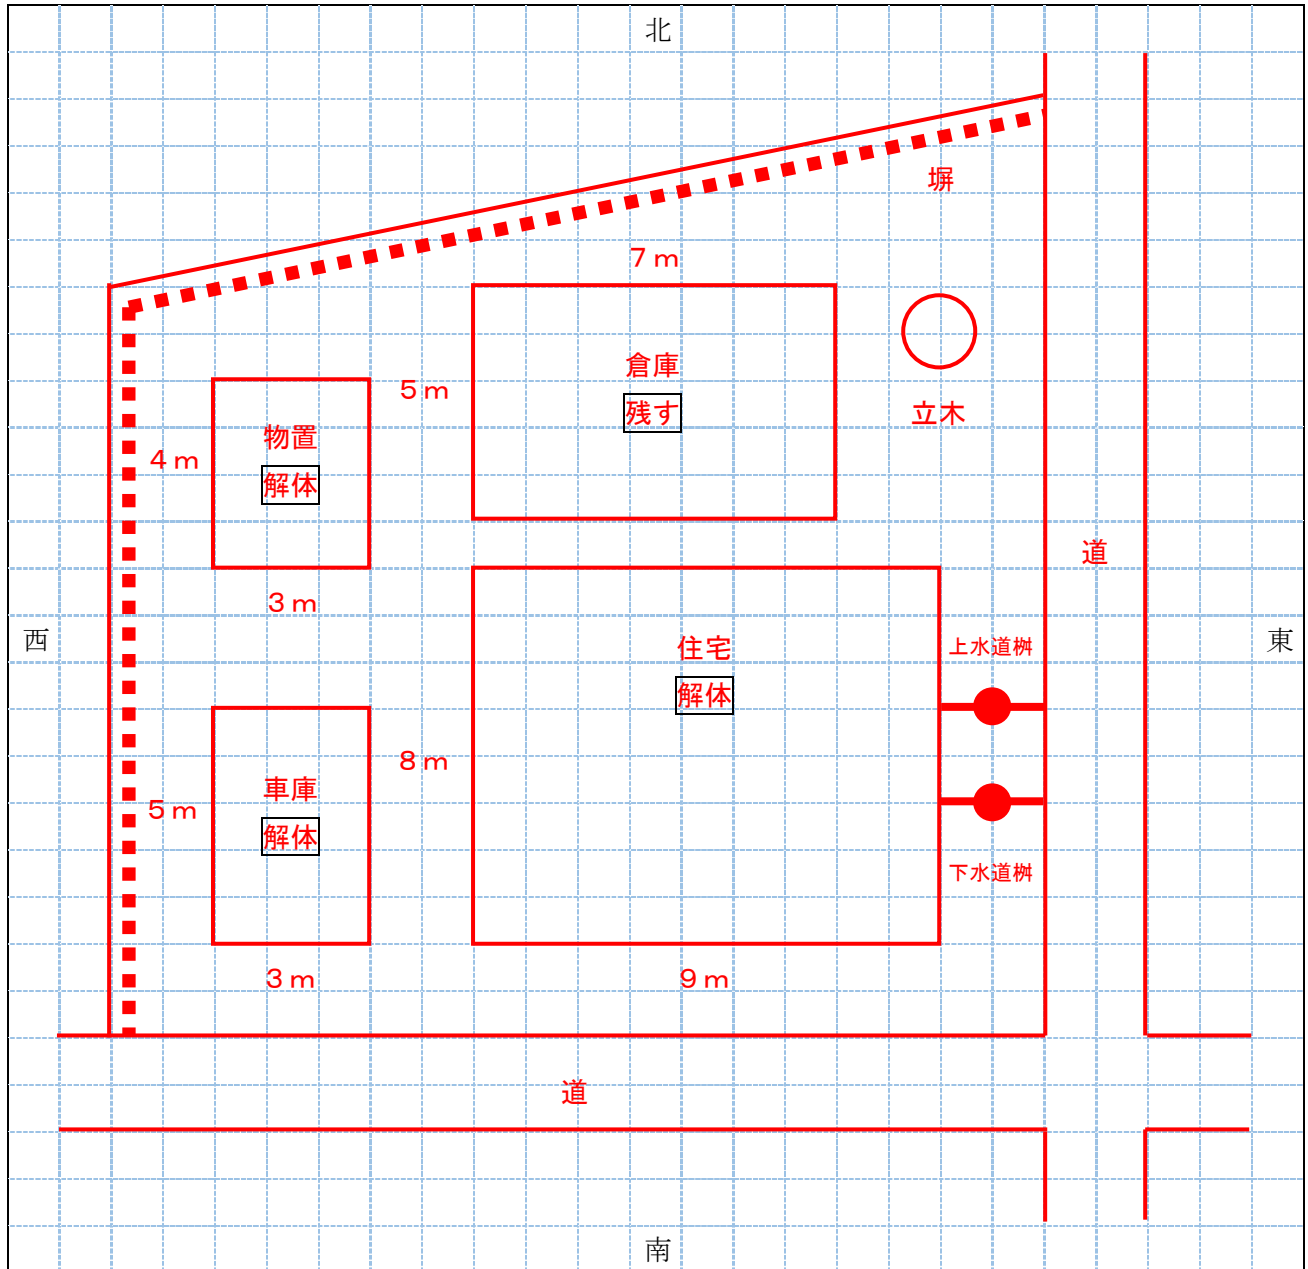 北
塀
７ｍ
倉庫
残す
５ｍ
立木
物置
解体
４ｍ
３ｍ
道
西
東
住宅
解体
上水道桝
８ｍ
車庫
解体
５ｍ
下水道桝
３ｍ
９ｍ
道
南